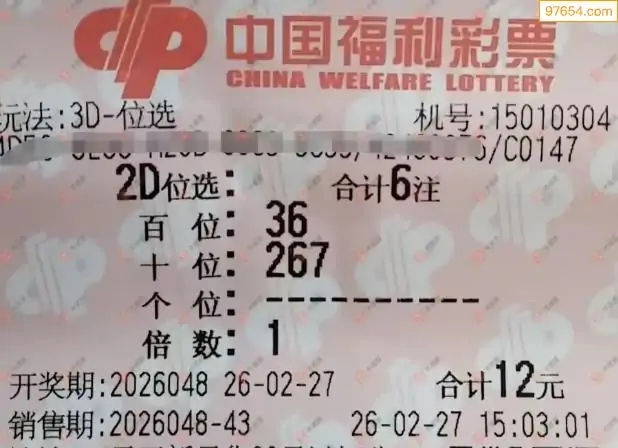 97654.com
中国福利彩票
CHINA WELFARE LOTTERY
玩法:3D-位选 机号:15010304
/C0147
2D位选: 合计6注
百 位: 36
十 位: 267
个 位: -----------
倍 数: 1
开奖期:2026048 26-02-27 合计12元
销售期:2026048-43 26-02-27 15:03:01